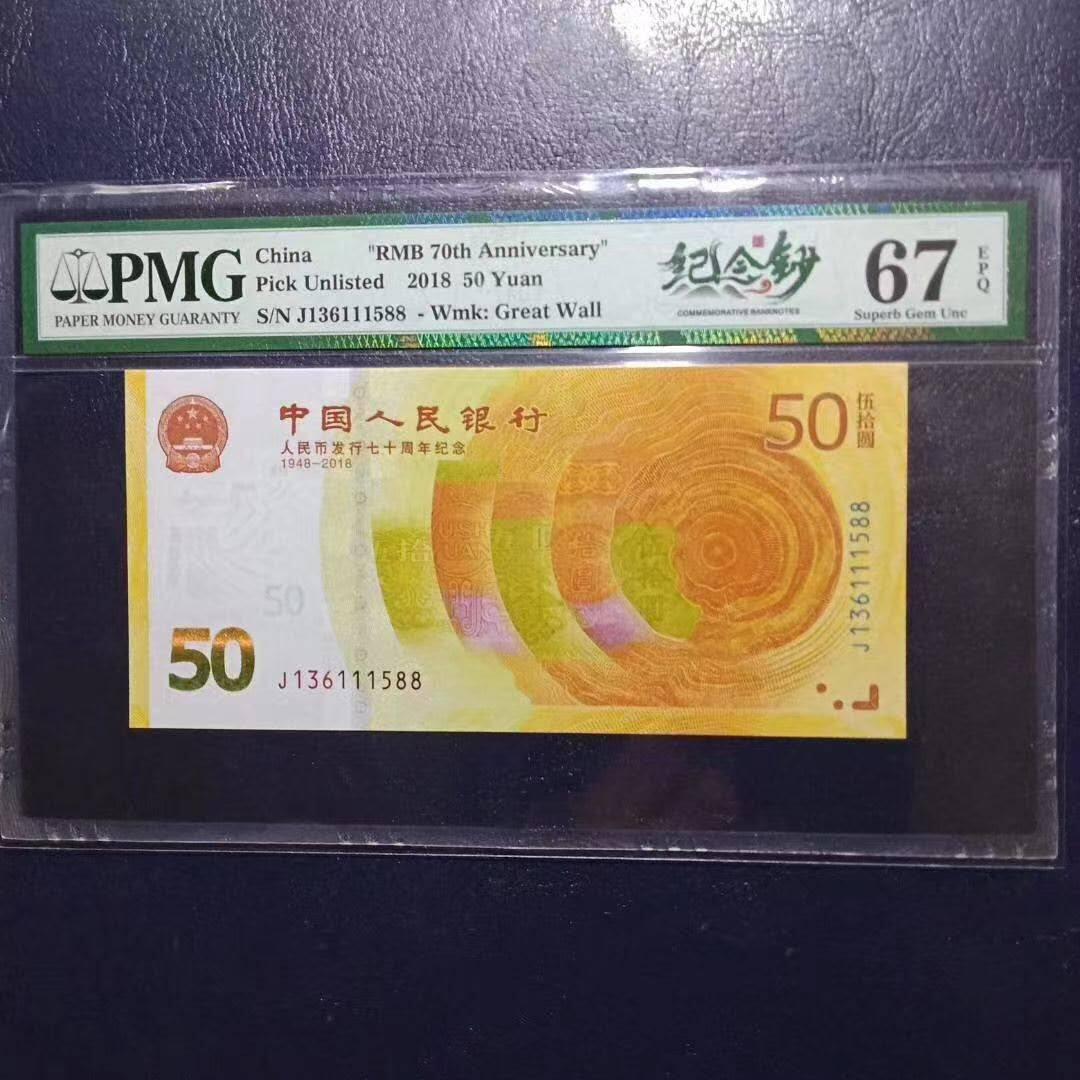 PMG
PAPER MONEY GUARANTY
China "RMB 70th Anniversary"
Pick Unlisted 2018 50 Yuan
S/N J136111588 - Wmk: Great Wall
纪念钞
COMMEMORATIVE BANKNOTES
67
EPQ
Superb Gem Unc
中国人民银行
人民币发行七十周年纪念
1948-2018
50
伍拾圆
J136111588
50
50
J136111588